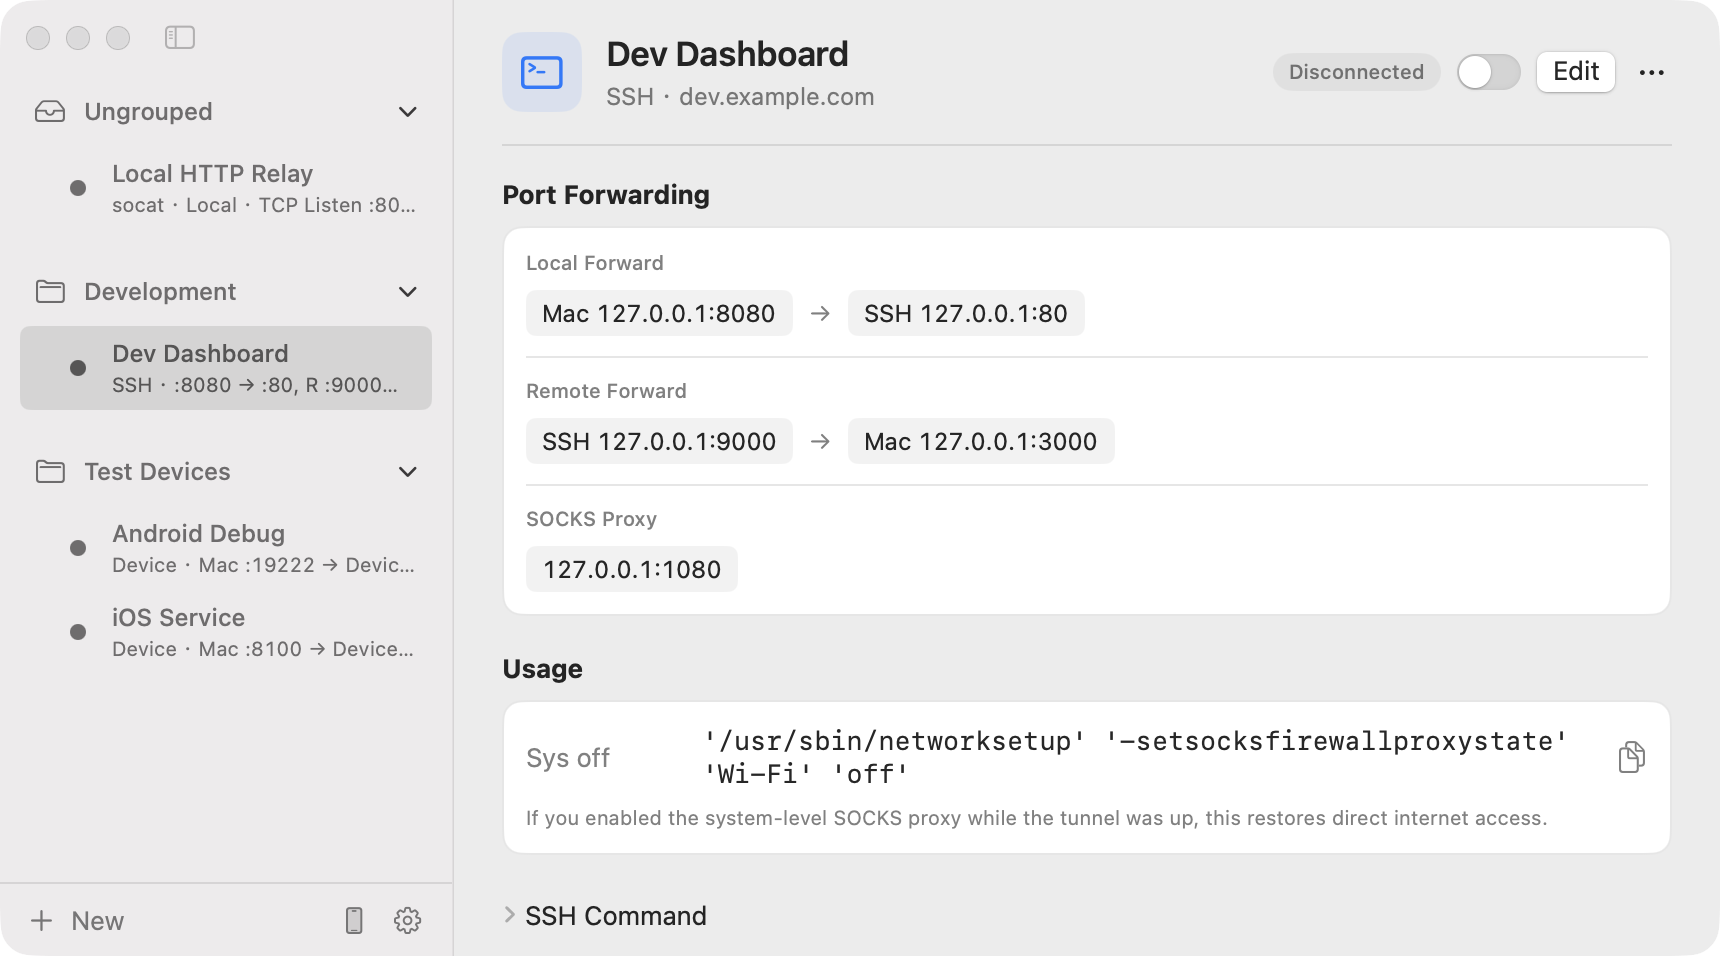 Ungrouped
Local HTTP Relay
socat · Local · TCP Listen :80...
Development
Dev Dashboard
SSH · :8080 → :80, R :9000...
Test Devices
Android Debug
Device · Mac :19222 → Devic...
iOS Service
Device · Mac :8100 → Device...
New
Dev Dashboard
SSH · dev.example.com
Disconnected
Edit
Port Forwarding
Local Forward
Mac 127.0.0.1:8080 → SSH 127.0.0.1:80
Remote Forward
SSH 127.0.0.1:9000 → Mac 127.0.0.1:3000
SOCKS Proxy
127.0.0.1:1080
Usage
Sys off
'/usr/sbin/networksetup' '-setsocksfirewallproxystate'
'Wi-Fi' 'off'
If you enabled the system-level SOCKS proxy while the tunnel was up, this restores direct internet access.
SSH Command